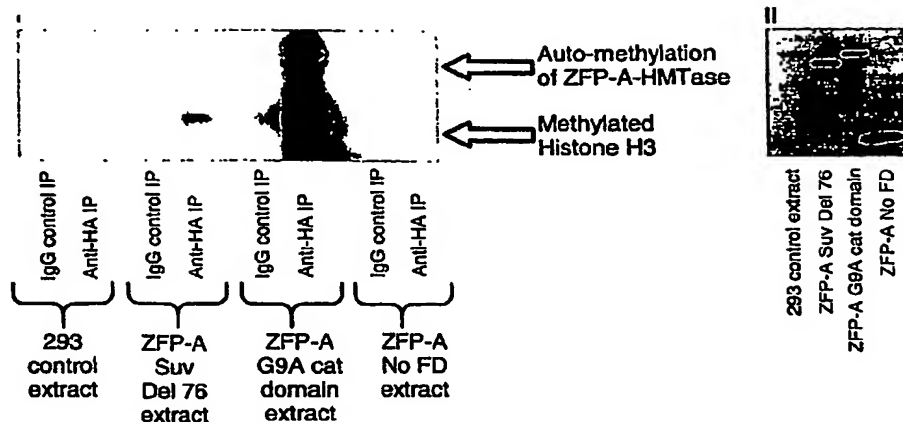 I
II
Auto-methylation
of ZFP-A-HMTase
Methylated
Histone H3
IgG control IP
Anti-HA IP
IgG control IP
Anti-HA IP
IgG control IP
Anti-HA IP
IgG control IP
Anti-HA IP
293
control
extract
ZFP-A
Suv
Del 76
extract
ZFP-A
G9A cat
domain
extract
ZFP-A
No FD
extract
293 control extract
ZFP-A Suv Del 76
ZFP-A G9A cat domain
ZFP-A No FD